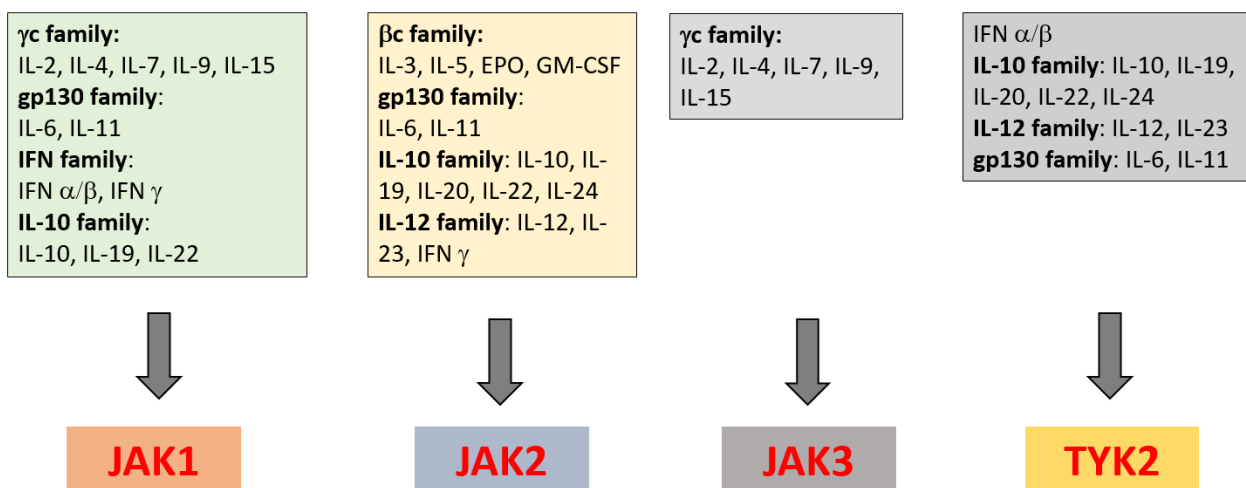 γc family:
IL-2, IL-4, IL-7, IL-9, IL-15
gp130 family:
IL-6, IL-11
IFN family:
IFN α/β, IFN γ
IL-10 family:
IL-10, IL-19, IL-22
βc family:
IL-3, IL-5, EPO, GM-CSF
gp130 family:
IL-6, IL-11
IL-10 family: IL-10, IL-
19, IL-20, IL-22, IL-24
IL-12 family: IL-12, IL-
23, IFN γ
γc family:
IL-2, IL-4, IL-7, IL-9,
IL-15
IFN α/β
IL-10 family: IL-10, IL-19,
IL-20, IL-22, IL-24
IL-12 family: IL-12, IL-23
gp130 family: IL-6, IL-11
JAK1
JAK2
JAK3
TYK2